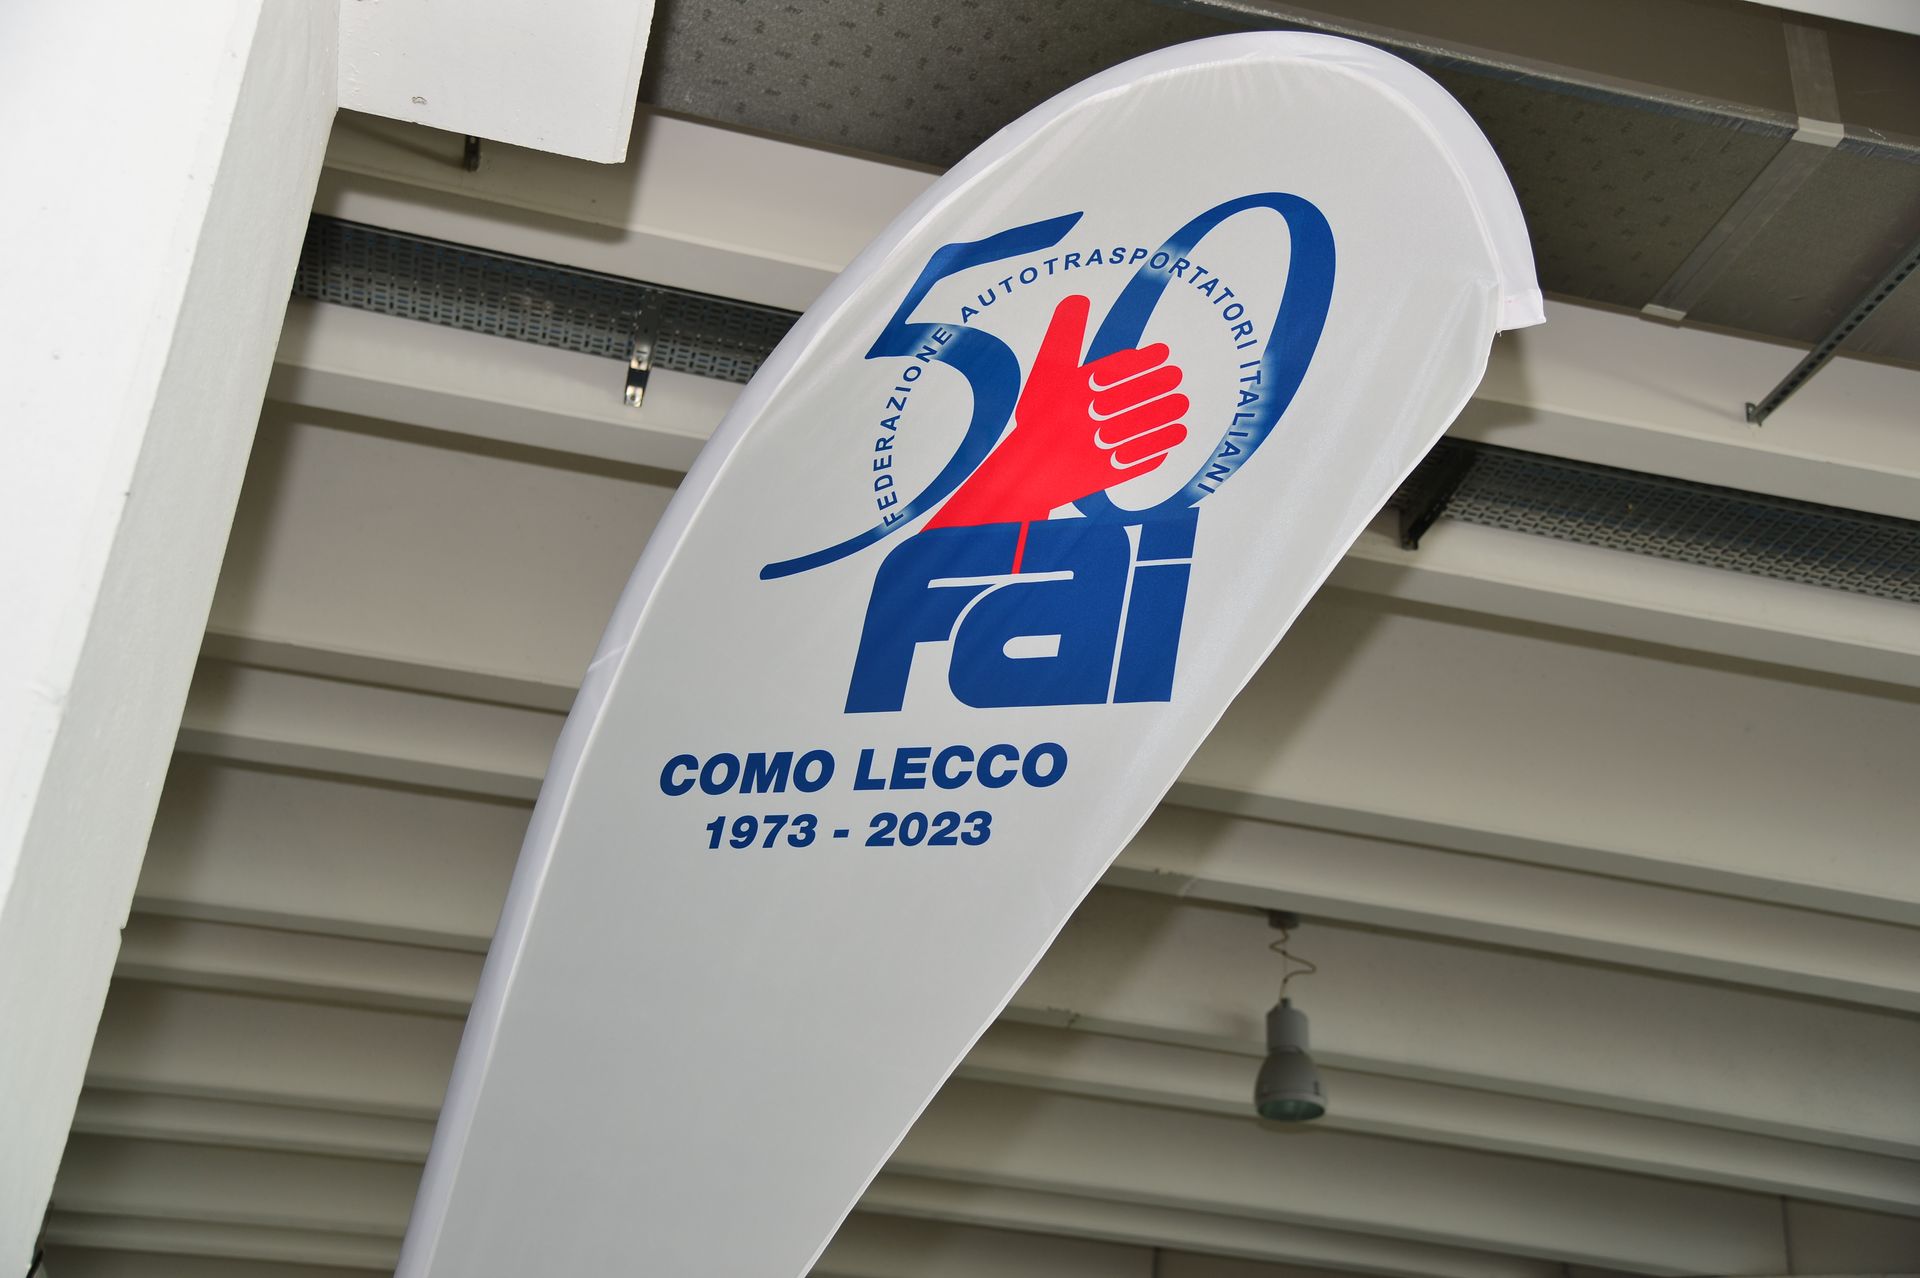 50
FEDERAZIONE AUTOTRASPORTATORI ITALIANI
fai
COMO LECCO
1973 - 2023